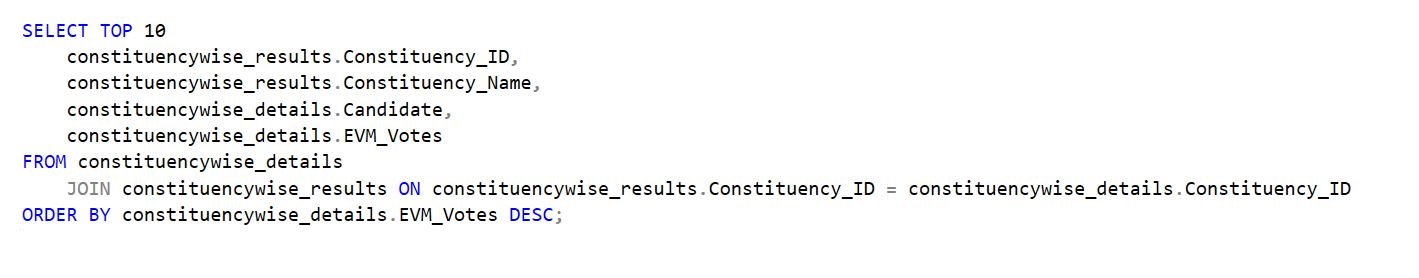 SELECT TOP 10
    constituencywise_results.Constituency_ID,
    constituencywise_results.Constituency_Name,
    constituencywise_details.Candidate,
    constituencywise_details.EVM_Votes
FROM constituencywise_details
    JOIN constituencywise_results ON constituencywise_results.Constituency_ID = constituencywise_details.Constituency_ID
ORDER BY constituencywise_details.EVM_Votes DESC;